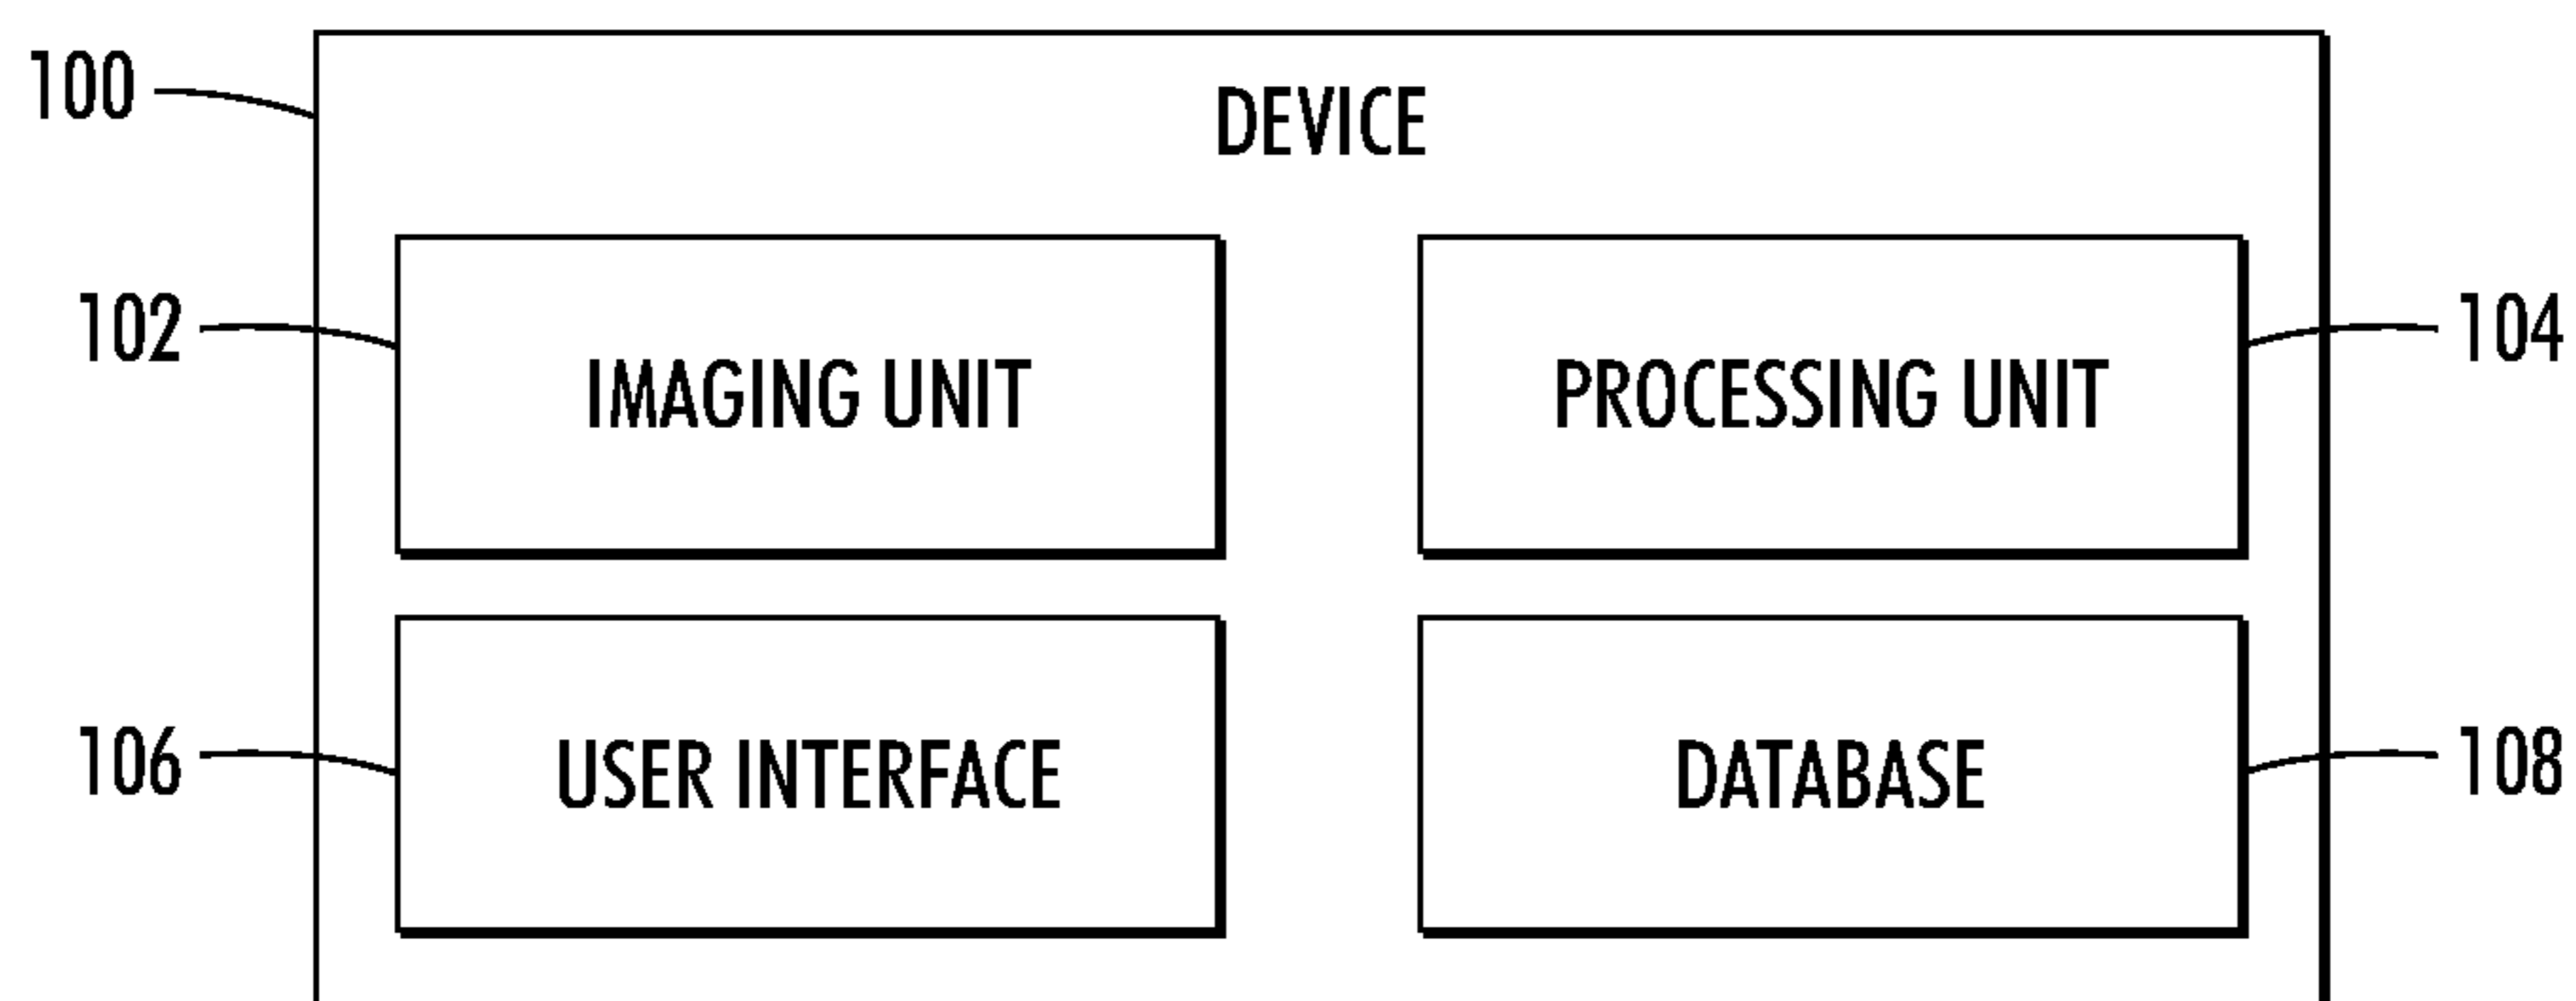 100
DEVICE
102
IMAGING UNIT
PROCESSING UNIT
104
106
USER INTERFACE
DATABASE
108